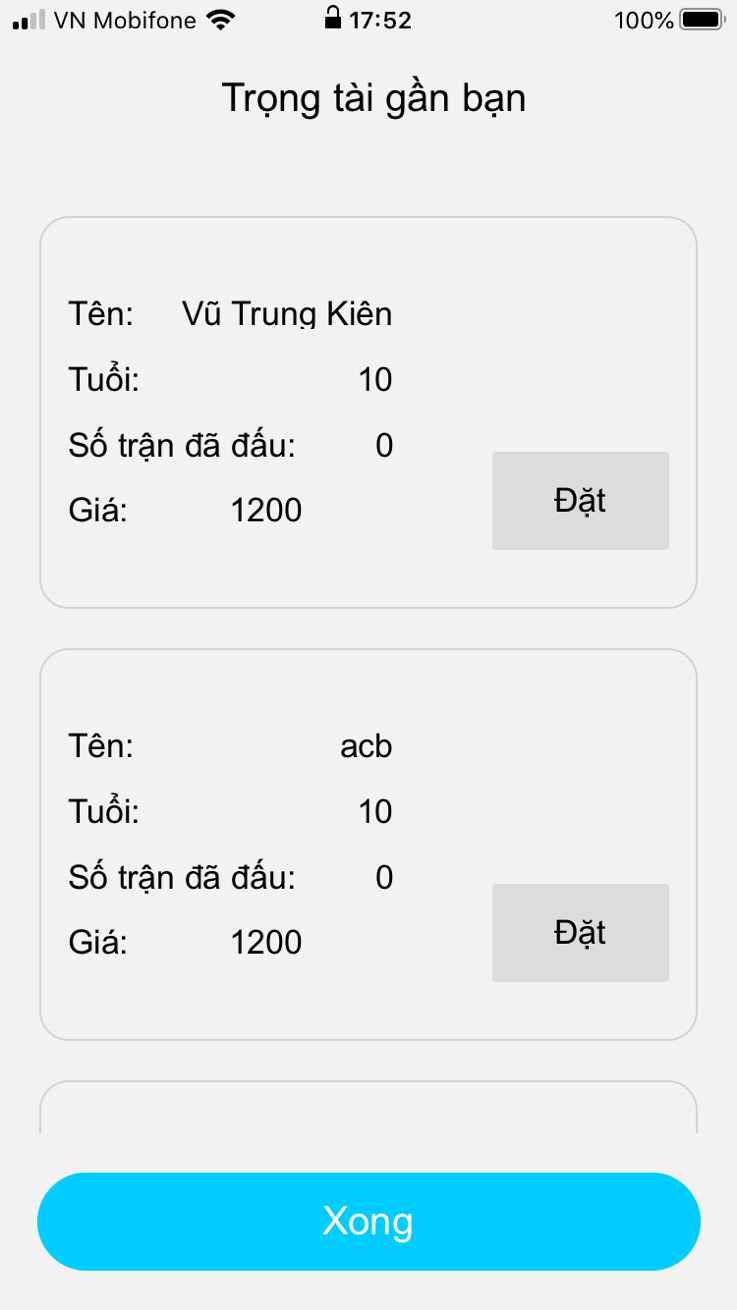 VN Mobifone 17:52 100%
Trọng tài gần bạn
Tên: Vũ Trung Kiên
Tuổi: 10
Số trận đã đấu: 0
Giá: 1200
Đặt
Tên: acb
Tuổi: 10
Số trận đã đấu: 0
Giá: 1200
Đặt
Xong